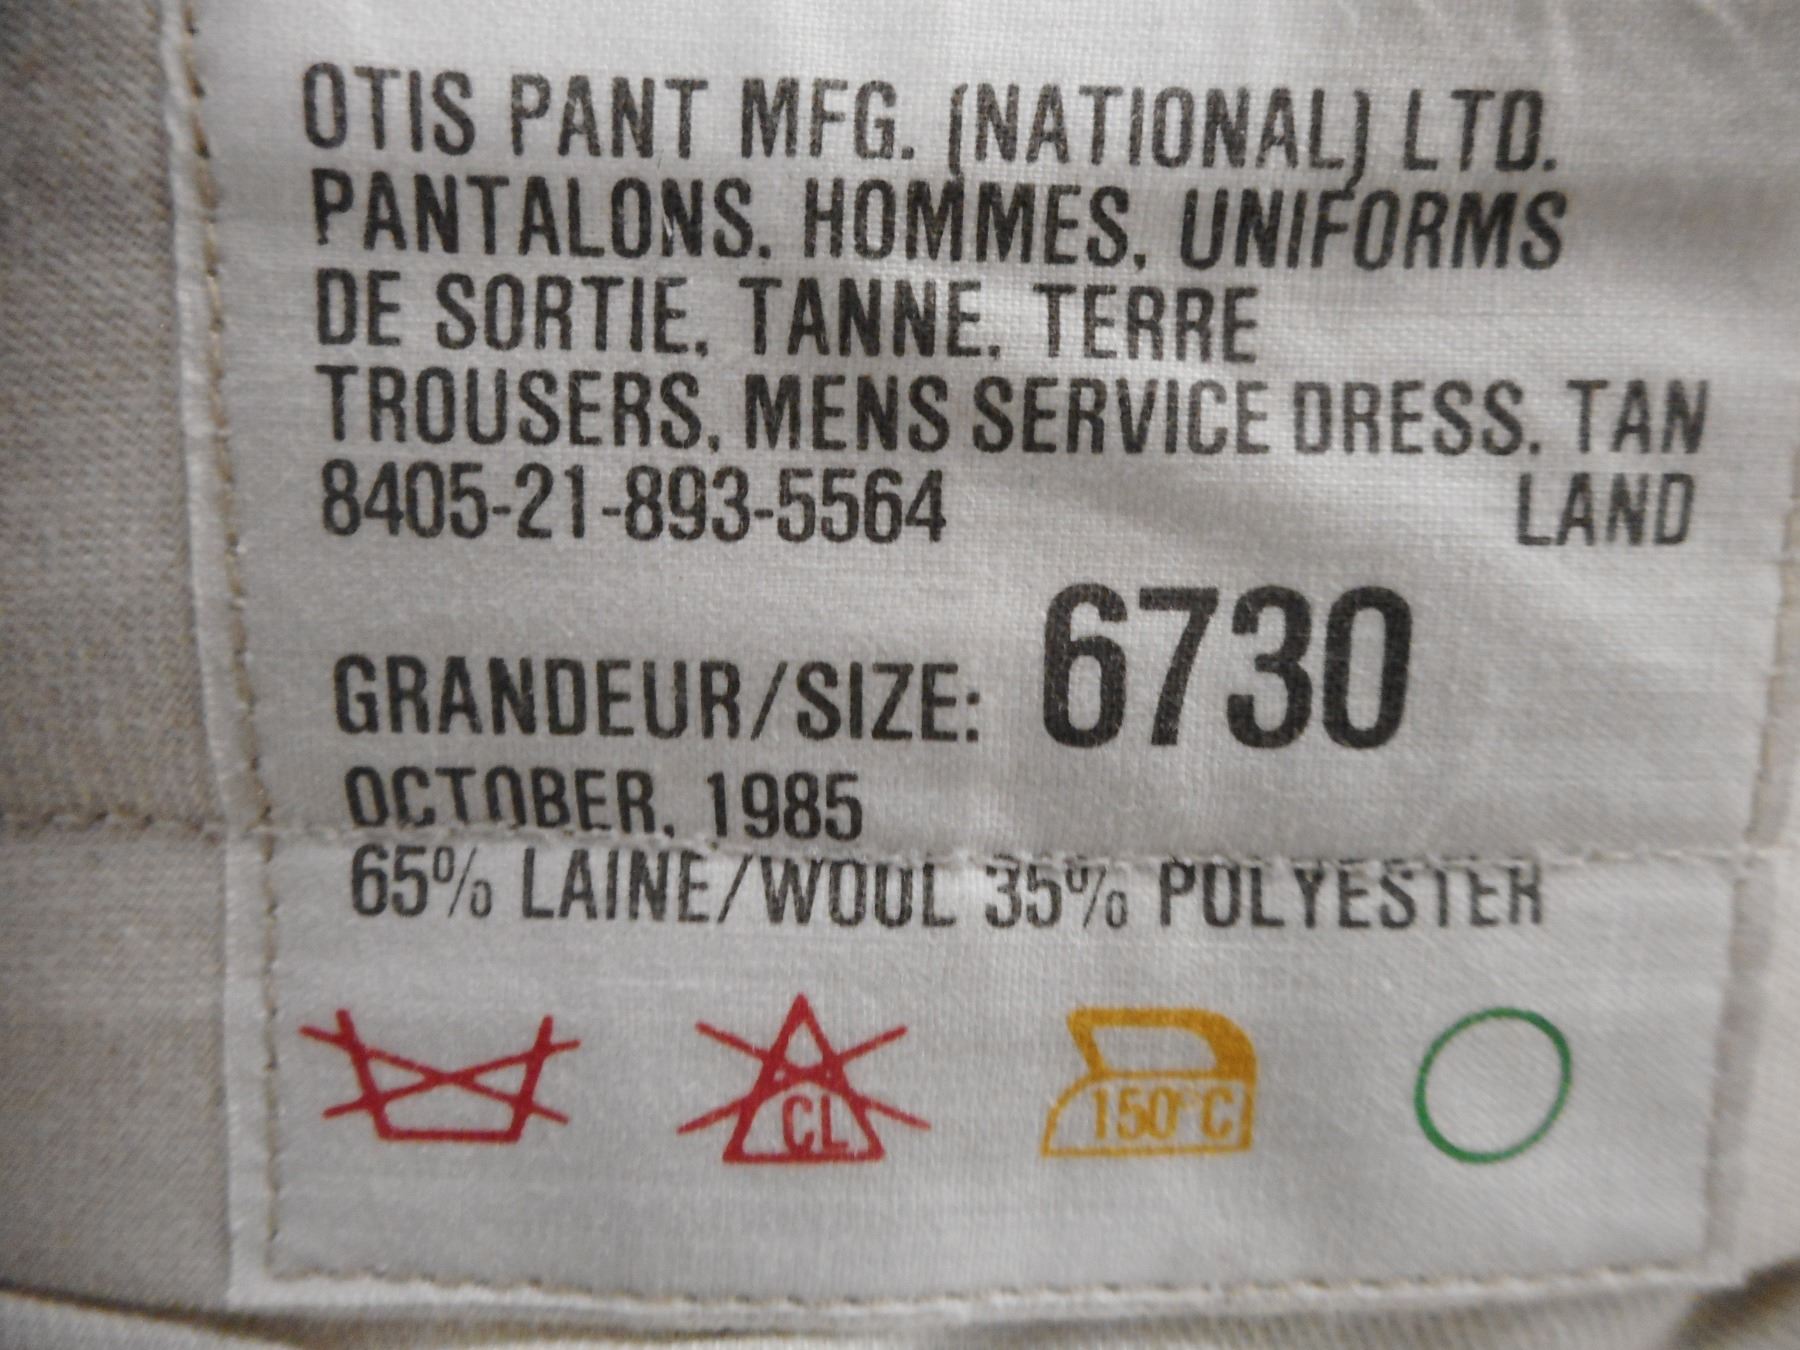 OTIS PANT MFG. (NATIONAL) LTD.
PANTALONS, HOMMES, UNIFORMS
DE SORTIE, TANNE, TERRE
TROUSERS, MENS SERVICE DRESS, TAN
8405-21-893-5564 LAND
GRANDEUR/SIZE: 6730
OCTOBER, 1985
65% LAINE/WOOL 35% POLYESTER
CL 150°C